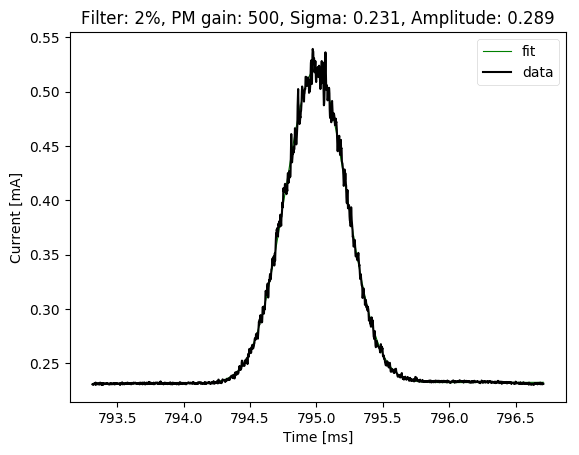 Filter: 2%, PM gain: 500, Sigma: 0.231, Amplitude: 0.289
fit
data
0.55
0.50
0.45
0.40
0.35
0.30
0.25
Current [mA]
793.5 794.0 794.5 795.0 795.5 796.0 796.5
Time [ms]